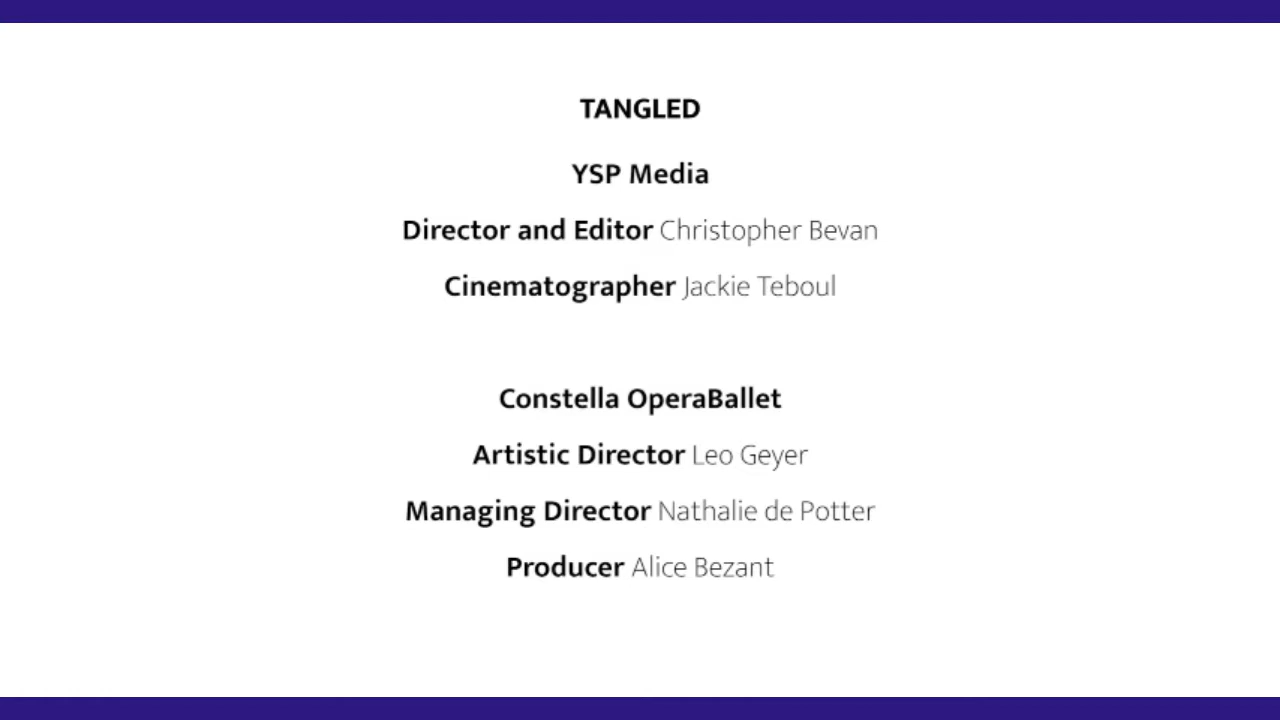 TANGLED
YSP Media
Director and Editor Christopher Bevan
Cinematographer Jackie Teboul
Constella OperaBallet
Artistic Director Leo Geyer
Managing Director Nathalie de Potter
Producer Alice Bezant